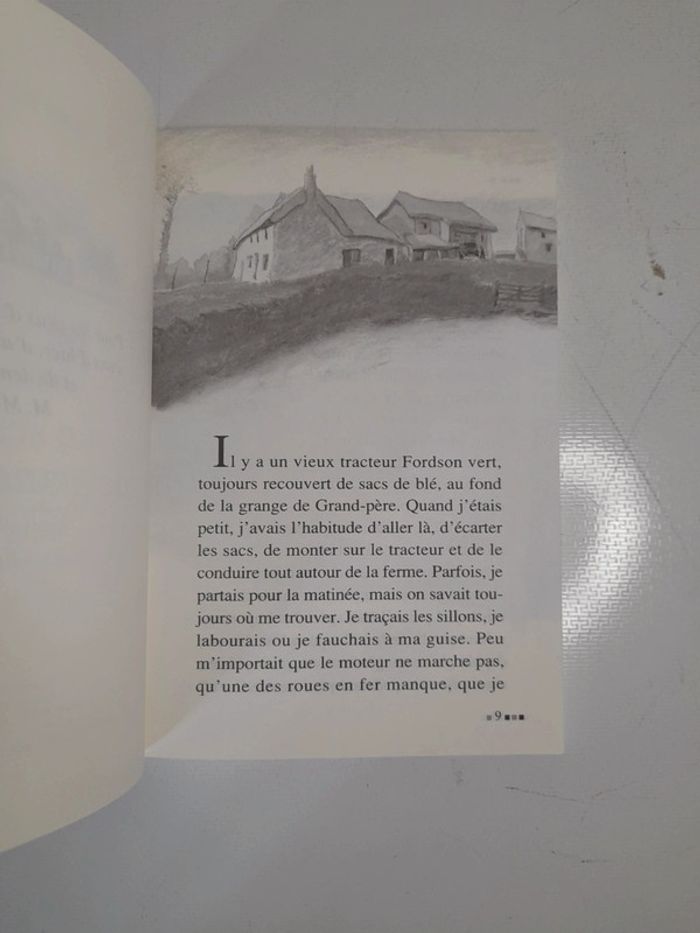 Il y a un vieux tracteur Fordson vert,
toujours recouvert de sacs de blé, au fond
de la grange de Grand-père. Quand j'étais
petit, j'avais l'habitude d'aller là, d'écarter
les sacs, de monter sur le tracteur et de le
conduire tout autour de la ferme. Parfois, je
partais pour la matinée, mais on savait tou-
jours où me trouver. Je traçais les sillons, je
labourais ou je fauchais à ma guise. Peu
m'importait que le moteur ne marche pas,
qu'une des roues en fer manque, que je
9